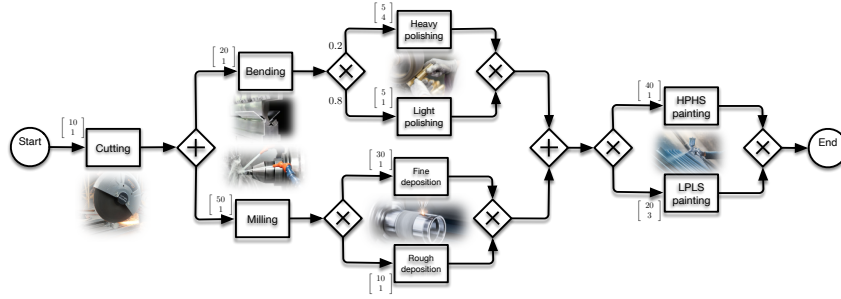 Start
[ 10
1 ]
Cutting
[ 20
1 ]
Bending
0.2
0.8
[ 5
4 ]
Heavy
polishing
[ 5
1 ]
Light
polishing
[ 50
1 ]
Milling
[ 30
1 ]
Fine
deposition
[ 10
1 ]
Rough
deposition
[ 40
1 ]
HPHS
painting
[ 20
3 ]
LPLS
painting
End